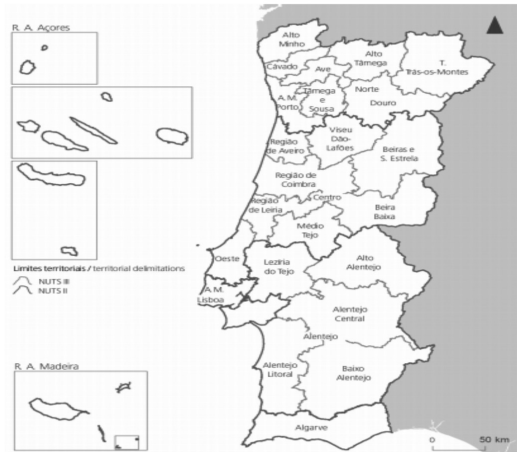 R. A. Açores
Alto
Minho
Alto
Tâmega
T.
Trás-os-Montes
Cávado
Ave
Tâmega
e
Sousa
A.M.
Porto
Norte
Douro
Região
de Aveiro
Viseu
Dão-
Lafões
Beiras e
S. Estrela
Região de
Coimbra
Região
de Leiria
Centro
Beira
Baixa
Médio
Tejo
Oeste
Lezíria
do Tejo
Alto
Alentejo
Limites territoriais / territorial delimitations
NUTS III
NUTS II
A.M.
Lisboa
Alentejo
Central
Alentejo
Alentejo
Litoral
Baixo
Alentejo
R. A. Madeira
Algarve
0 50 km